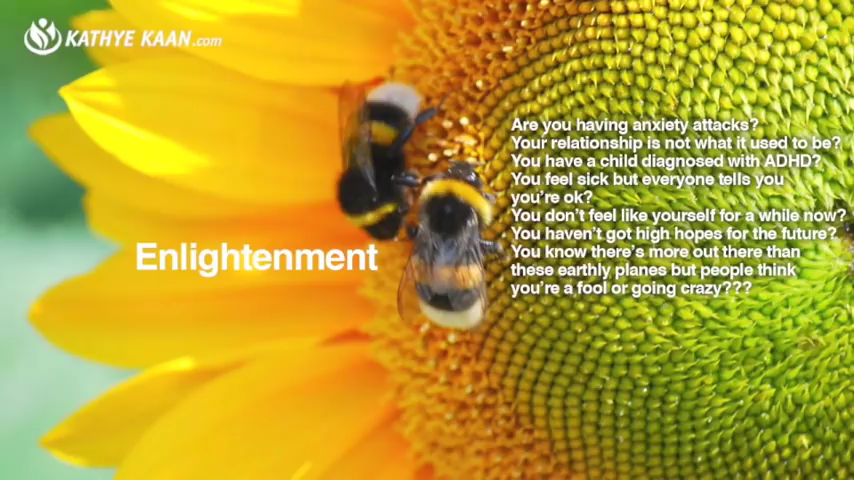 KATHYE KAAN.com
Are you having anxiety attacks?
Your relationship is not what it used to be?
You have a child diagnosed with ADHD?
You feel sick but everyone tells you
you're ok?
You don't feel like yourself for a while now?
You haven't got high hopes for the future?
You know there's more out there than
these earthly planes but people think
you're a fool or going crazy???
Enlightenment